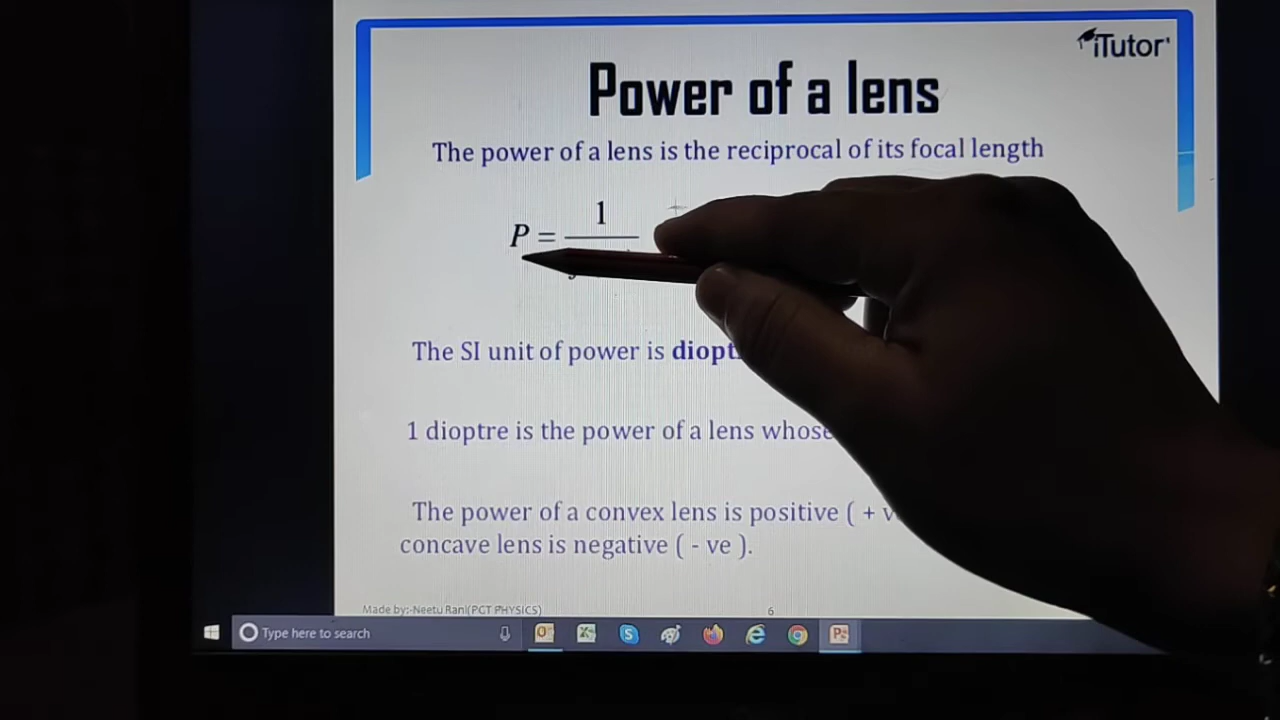 iTutor
Power of a lens
The power of a lens is the reciprocal of its focal length
P = 1
The SI unit of power is
1 dioptre is the power of a lens whose
The power of a convex lens is positive ( +
concave lens is negative ( - ve ).
Made by:-Neetu Rani(PCT PHYSICS)
6
Type here to search